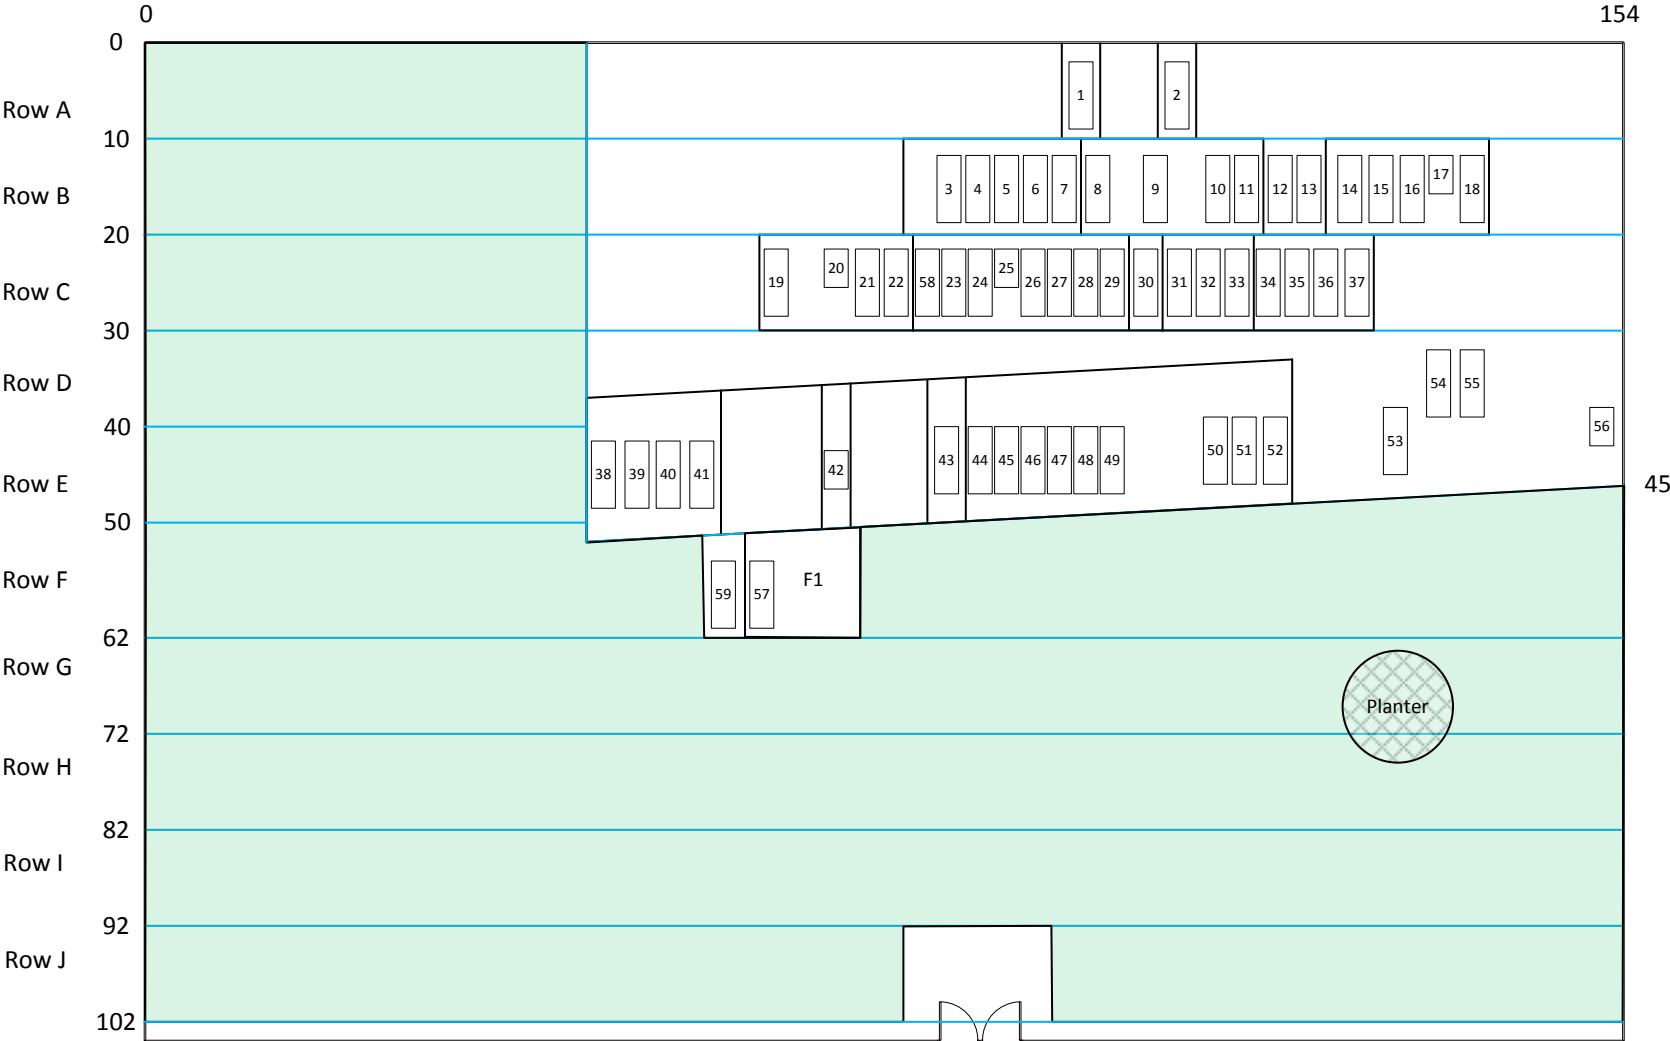 0 154
0
Row A
1 2
10
Row B
3 4 5 6 7 8 9 10 11 12 13 14 15 16 17 18
20
Row C
19 20 21 22 58 23 24 25 26 27 28 29 30 31 32 33 34 35 36 37
30
Row D
54 55
40
53 56
38 39 40 41 42 43 44 45 46 47 48 49 50 51 52
Row E
45
50
Row F
59 57 F1
62
Row G
Planter
72
Row H
82
Row I
92
Row J
102